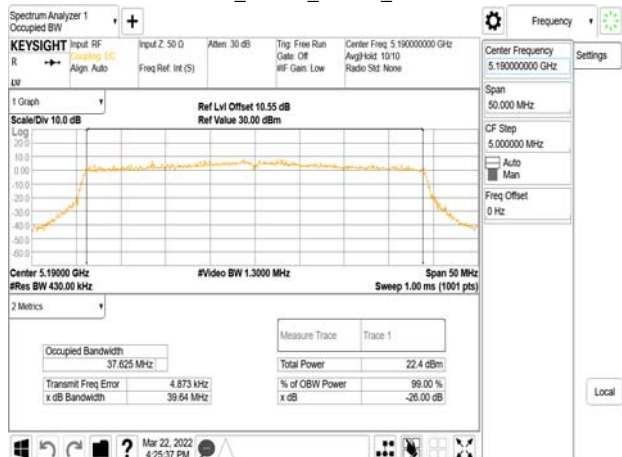 Spectrum Analyzer 1
Occupied BW
Frequency
KEYSIGHT Input: RF
Coupling: DC
Align: Auto
Input Z: 50 Ω
Freq Ref: Int (S)
Atten: 30 dB
Trig: Free Run
Gate: Off
#IF Gain: Low
Center Freq: 5.190000000 GHz
Avg|Hold: 10/10
Radio Std: None
R
Center Frequency
5.190000000 GHz
Settings
Span
50.000 MHz
CF Step
5.000000 MHz
Auto
Man
Freq Offset
0 Hz
Local
1 Graph
Scale/Div 10.0 dB
Ref Lvl Offset 10.55 dB
Ref Value 30.00 dBm
Log
20.0
10.0
0.00
-10.0
-20.0
-30.0
-40.0
-50.0
-60.0
Center 5.19000 GHz
#Video BW 1.3000 MHz
Span 50 MHz
#Res BW 430.00 kHz
Sweep 1.00 ms (1001 pts)
2 Metrics
Measure Trace
Trace 1
Occupied Bandwidth
37.625 MHz
Total Power
22.4 dBm
Transmit Freq Error
4.873 kHz
% of OBW Power
99.00 %
x dB Bandwidth
39.64 MHz
x dB
-26.00 dB
?
Mar 22, 2022
4:25:37 PM